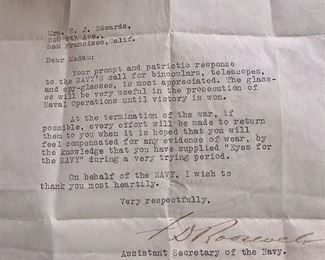 Mrs. E. J. Edwards,
240 9th Ave.,
San Francisco, Calif.
Dear Madam:
Your prompt and patriotic response
to the NAVY'S call for binoculars, telescopes,
and spy-glasses, is most appreciated. The glass-
es will be very useful in the prosecution of
Naval Operations until victory is won.
At the termination of the war, if
possible, every effort will be made to return
them to you when it is hoped that you will
feel compensated for any evidence of wear, by
the knowledge that you have supplied "Eyes for
the NAVY" during a very trying period.
On behalf of the NAVY, I wish to
thank you most heartily.
Very respectfully,
F D Roosevelt
Assistant Secretary of the Navy.